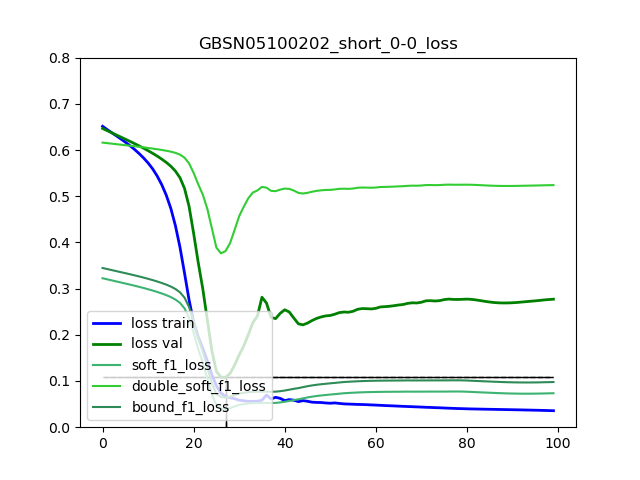 GBSN05100202_short_0-0_loss
0.8
0.7
0.6
0.5
0.4
0.3
0.2
0.1
0.0
loss train
loss val
soft_f1_loss
double_soft_f1_loss
bound_f1_loss
0 20 40 60 80 100